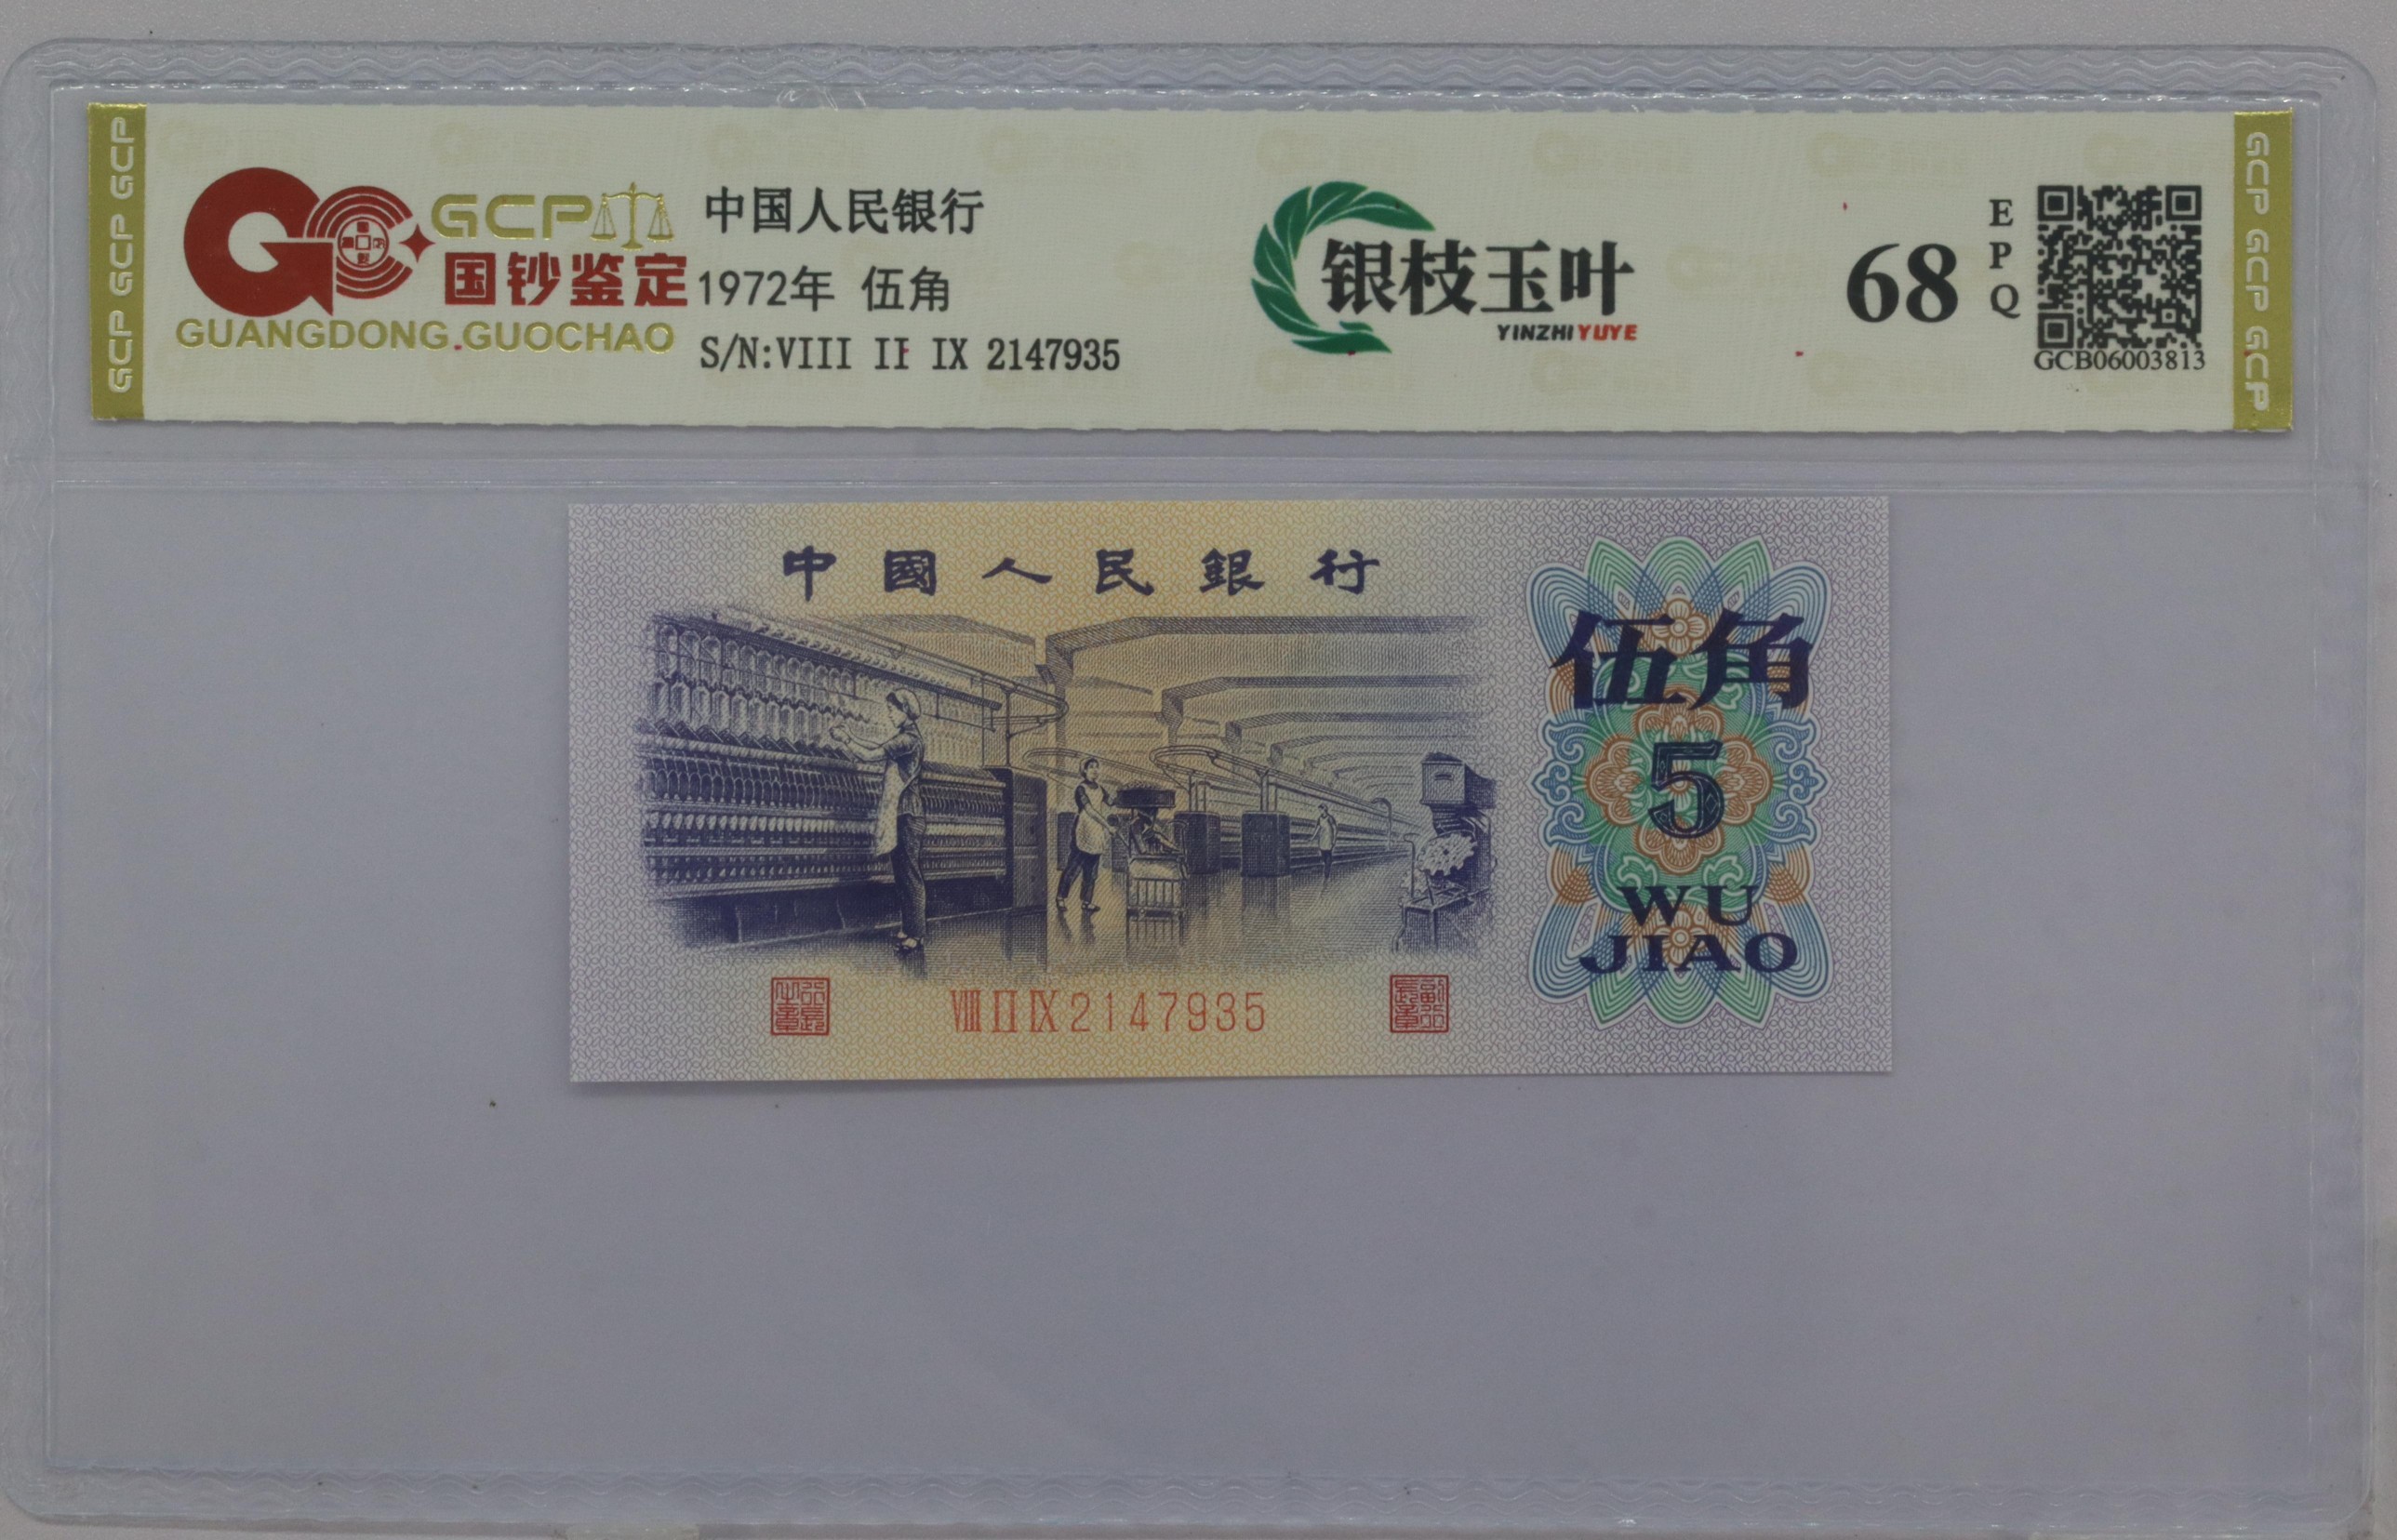 GCP GCP GCP
GCP
国钞鉴定
GUANGDONG.GUOCHAO
中国人民银行
1972年 伍角
S/N:VIII II IX 2147935
银枝玉叶
YINZHI YUYE
68
EPQ
GCB06003813
GCP GCP GCP
中國人民銀行
伍角
5
WU
JIAO
VIII II IX 2147935